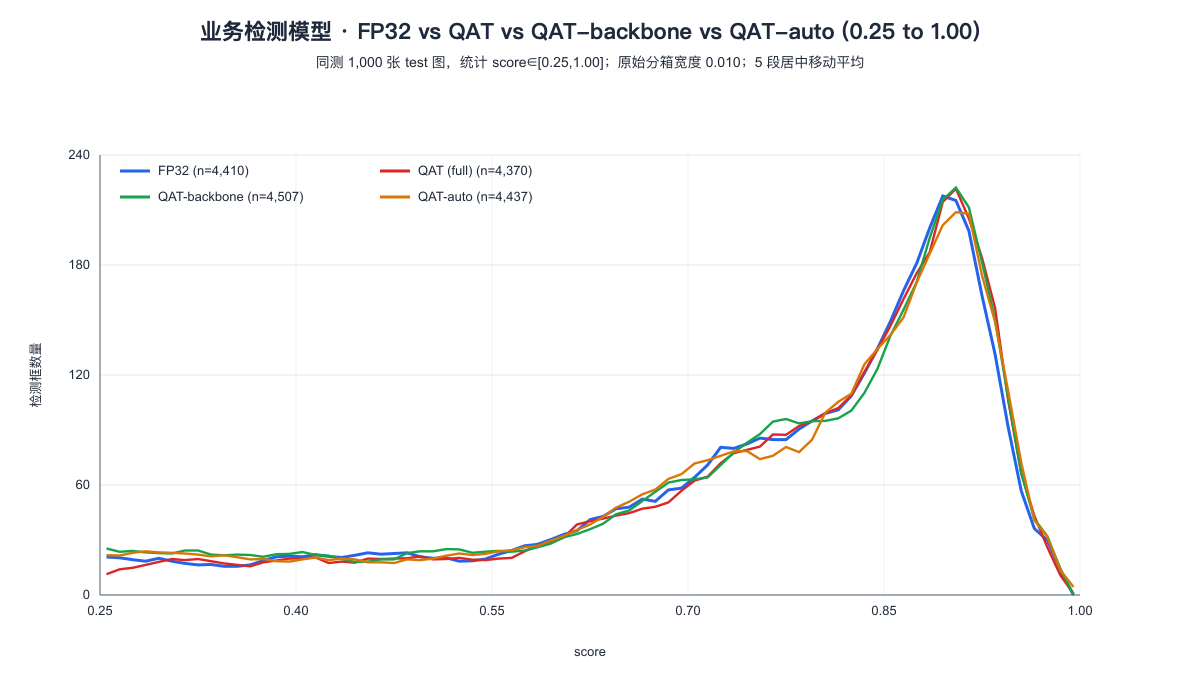 业务检测模型 · FP32 vs QAT vs QAT-backbone vs QAT-auto (0.25 to 1.00)
同测 1,000 张 test 图，统计 score∈[0.25,1.00]；原始分箱宽度 0.010；5 段居中移动平均
FP32 (n=4,410)
QAT (full) (n=4,370)
QAT-backbone (n=4,507)
QAT-auto (n=4,437)
240
180
120
60
0
检测框数量
0.25
0.40
0.55
0.70
0.85
1.00
score